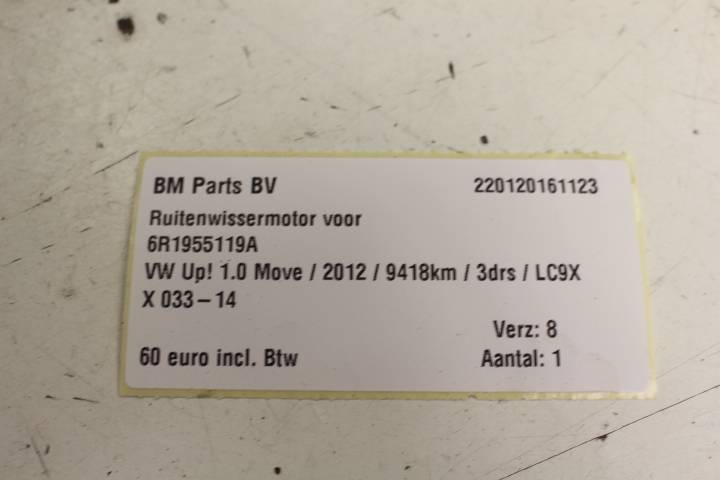 BM Parts BV 220120161123
Ruitenwissermotor voor
6R1955119A
VW Up! 1.0 Move / 2012 / 9418km / 3drs / LC9X
X 033-14
Verz: 8
60 euro incl. Btw Aantal: 1